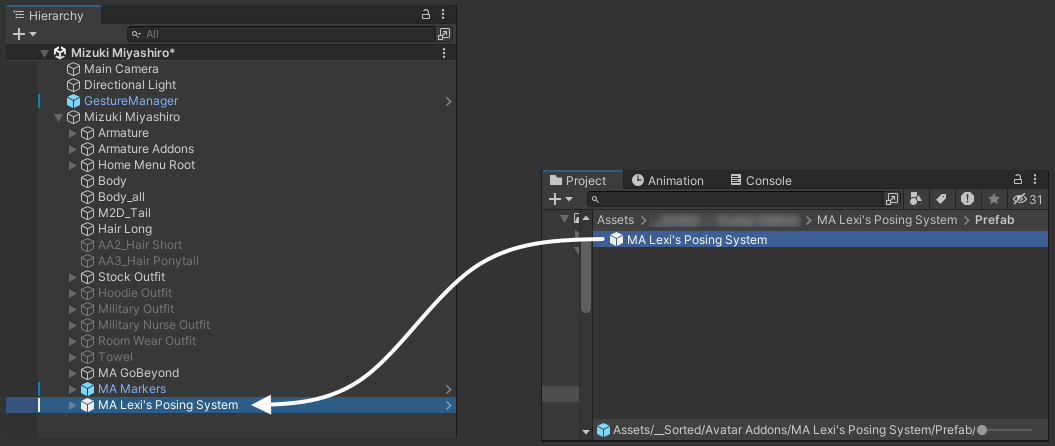 Hierarchy
All
Mizuki Miyashiro*
Main Camera
Directional Light
GestureManager
Mizuki Miyashiro
Armature
Armature Addons
Home Menu Root
Body
Body_all
M2D_Tail
Hair Long
AA2_Hair Short
AA3_Hair Ponytail
Stock Outfit
Hoodie Outfit
Military Outfit
Military Nurse Outfit
Room Wear Outfit
Towel
MA GoBeyond
MA Markers
MA Lexi's Posing System
Project Animation Console
31
Assets MA Lexi's Posing System Prefab
MA Lexi's Posing System
Assets/__Sorted/Avatar Addons/MA Lexi's Posing System/Prefab/